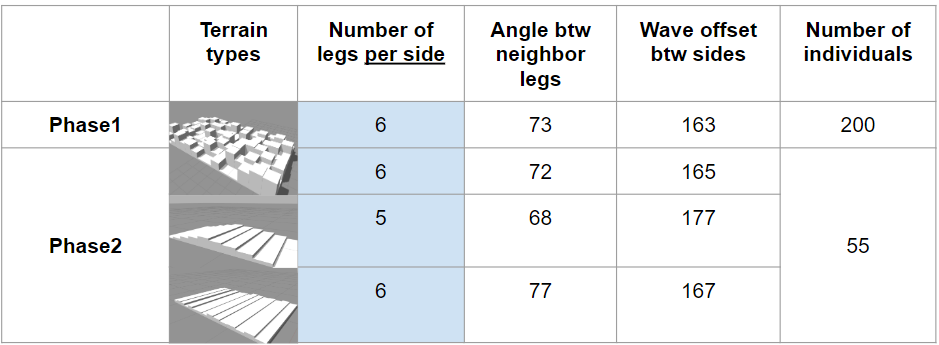 Terrain types
Number of legs per side
Angle btw neighbor legs
Wave offset btw sides
Number of individuals
Phase1
6
73
163
200
6
72
165
Phase2
5
68
177
55
6
77
167